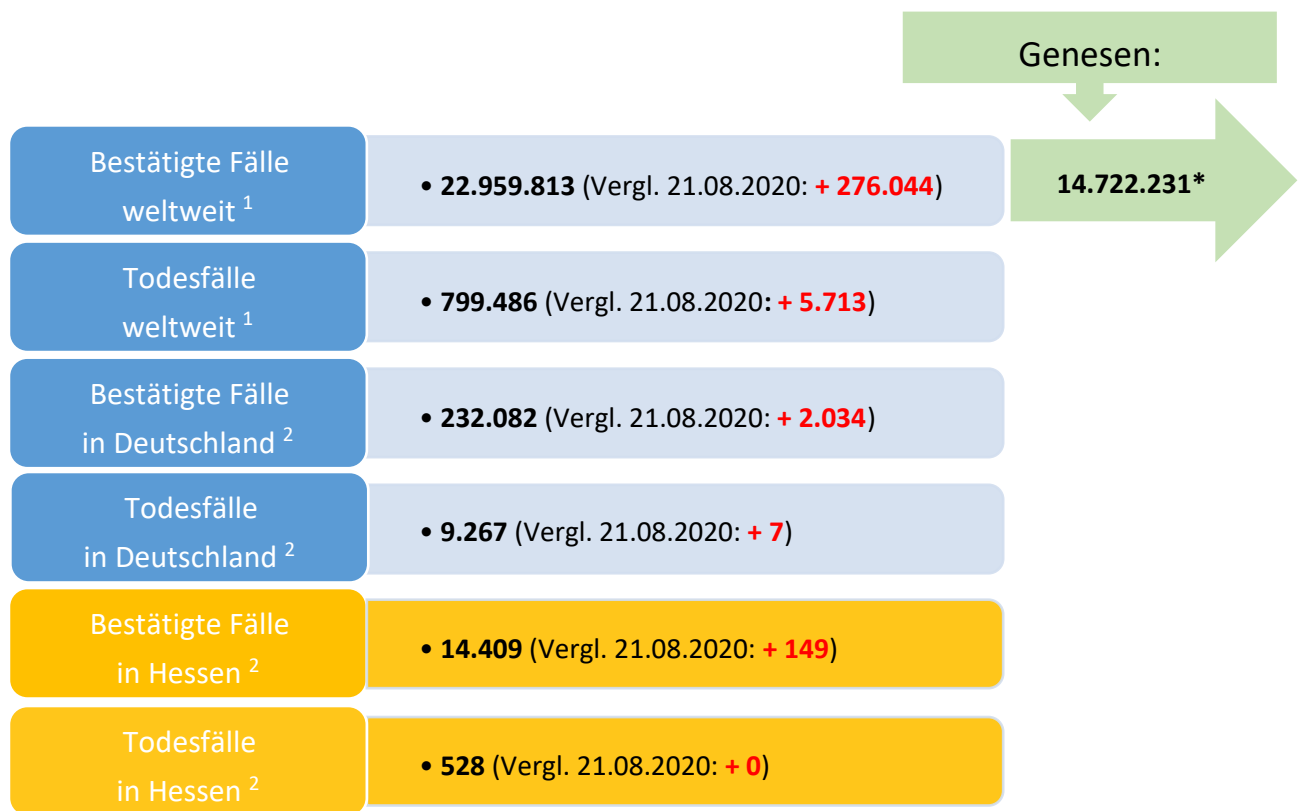 Genesen:
Bestätigte Fälle
weltweit ¹
• 22.959.813 (Vergl. 21.08.2020: + 276.044)
14.722.231*
Todesfälle
weltweit ¹
• 799.486 (Vergl. 21.08.2020: + 5.713)
Bestätigte Fälle
in Deutschland ²
• 232.082 (Vergl. 21.08.2020: + 2.034)
Todesfälle
in Deutschland ²
• 9.267 (Vergl. 21.08.2020: + 7)
Bestätigte Fälle
in Hessen ²
• 14.409 (Vergl. 21.08.2020: + 149)
Todesfälle
in Hessen ²
• 528 (Vergl. 21.08.2020: + 0)